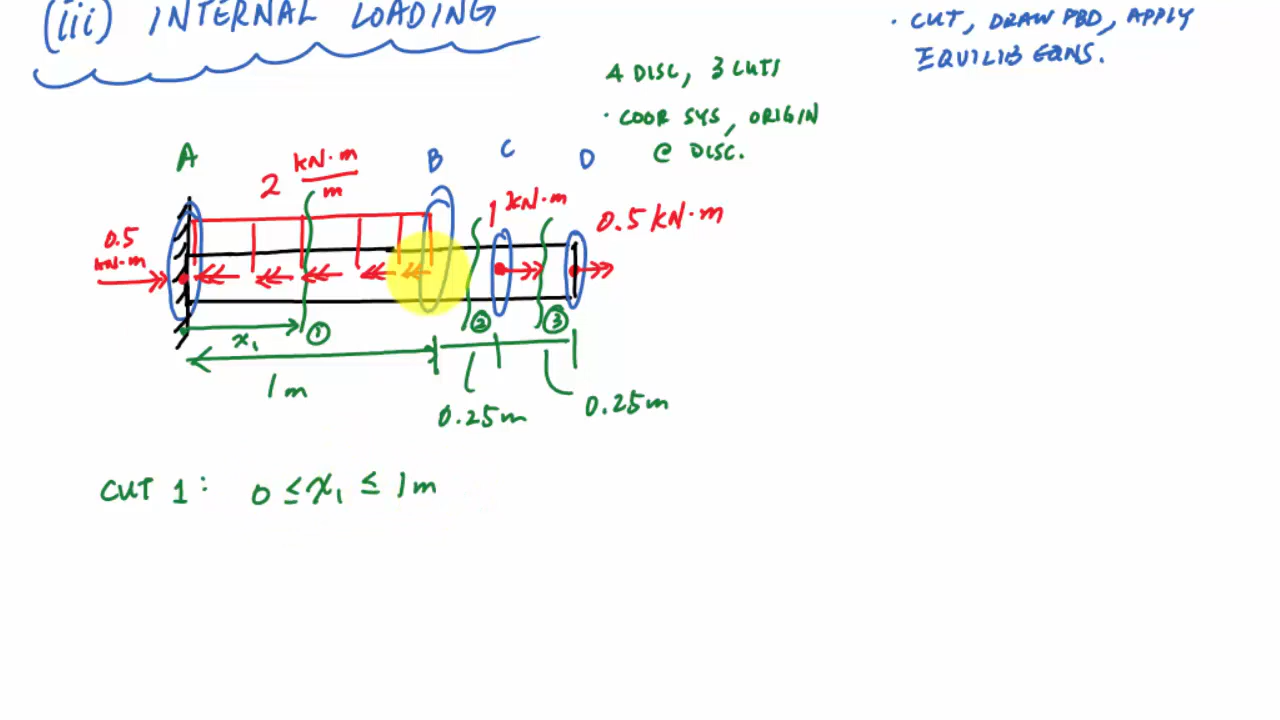 (iii) INTERNAL LOADING
· CUT, DRAW FBD, APPLY
EQUILIB EQNS.
4 DISC, 3 CUTS
· COOR SYS, ORIGIN
@ DISC.
A
B
C
D
2 kN·m
m
1 kN·m
0.5 kN·m
0.5
kN·m
x₁
①
②
③
1m
0.25m
0.25m
CUT 1: 0 ≤ x₁ ≤ 1m